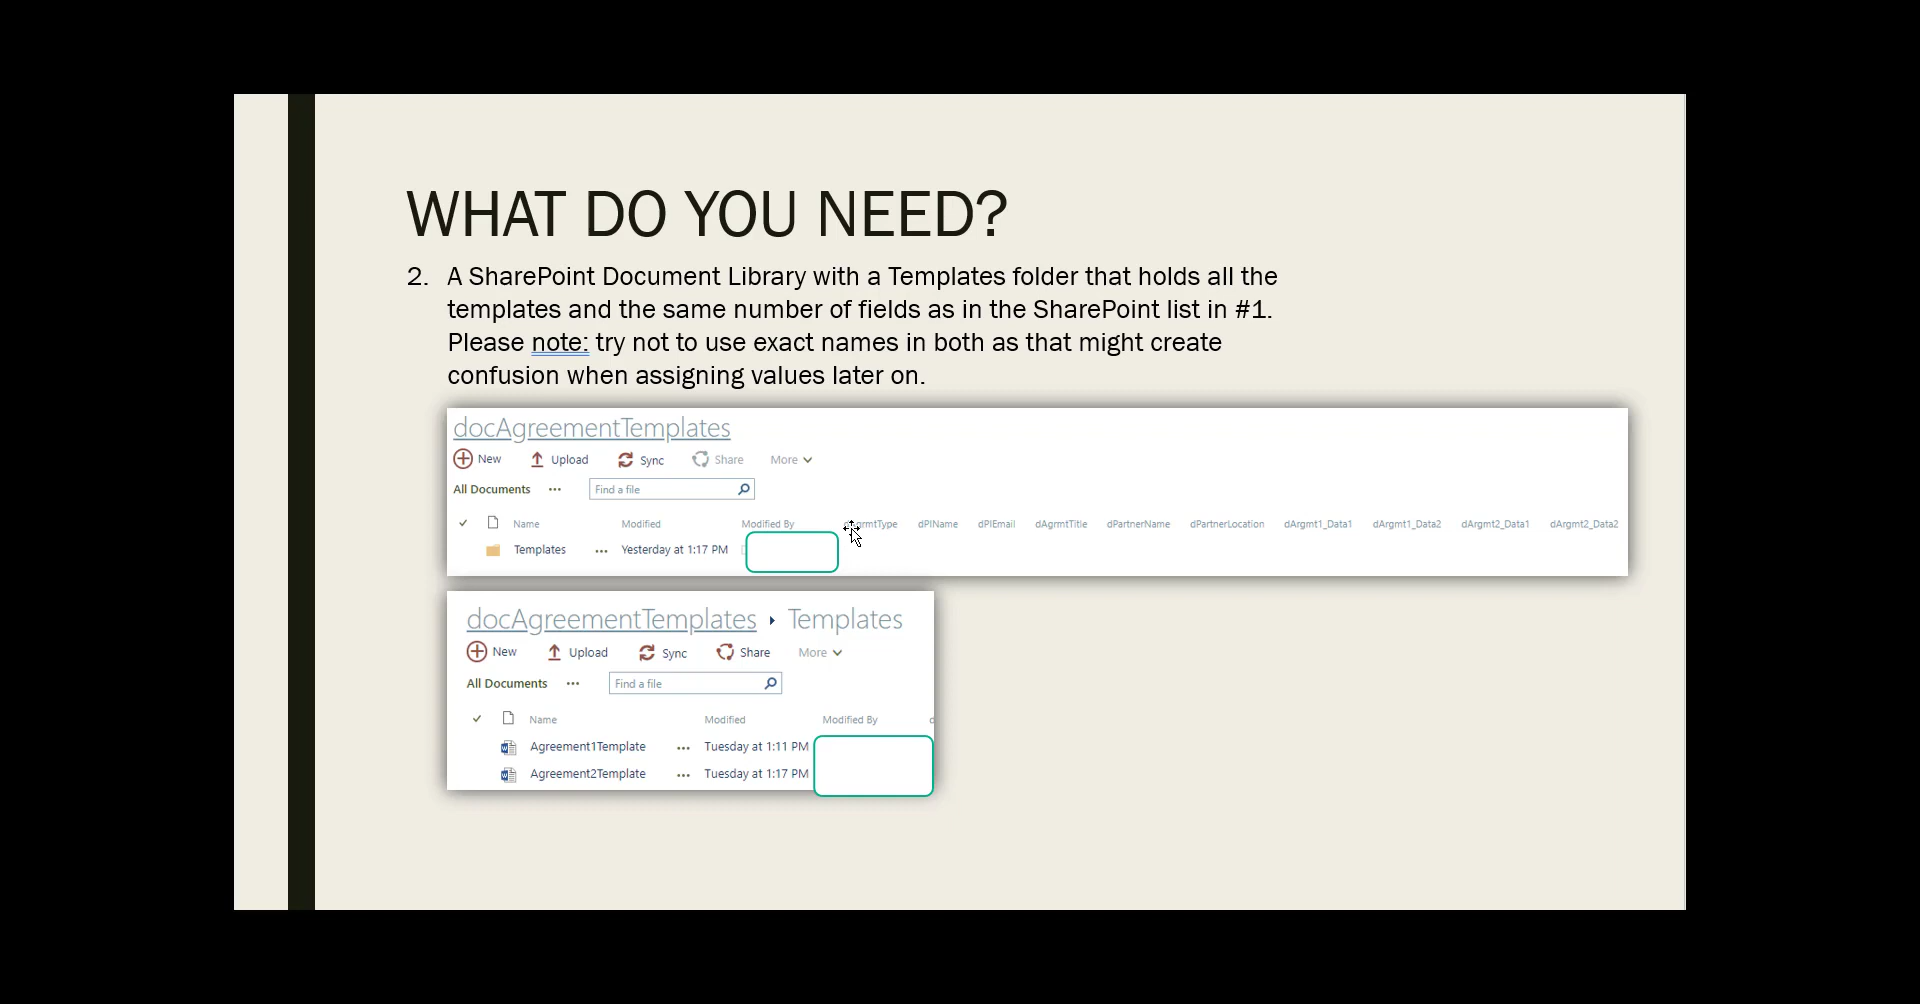 WHAT DO YOU NEED?
2. A SharePoint Document Library with a Templates folder that holds all the
templates and the same number of fields as in the SharePoint list in #1.
Please note: try not to use exact names in both as that might create
confusion when assigning values later on.
docAgreementTemplates
New Upload Sync Share More
All Documents ... Find a file
Name Modified Modified By dPIName dPIEmail dAgrmtTitle dPartnerName dPartnerLocation dArgmt1_Data1 dArgmt1_Data2 dArgmt2_Data1 dArgmt2_Data2
Templates ... Yesterday at 1:17 PM
docAgreementTemplates Templates
New Upload Sync Share More
All Documents ... Find a file
Name Modified Modified By
Agreement1Template ... Tuesday at 1:11 PM
Agreement2Template ... Tuesday at 1:17 PM